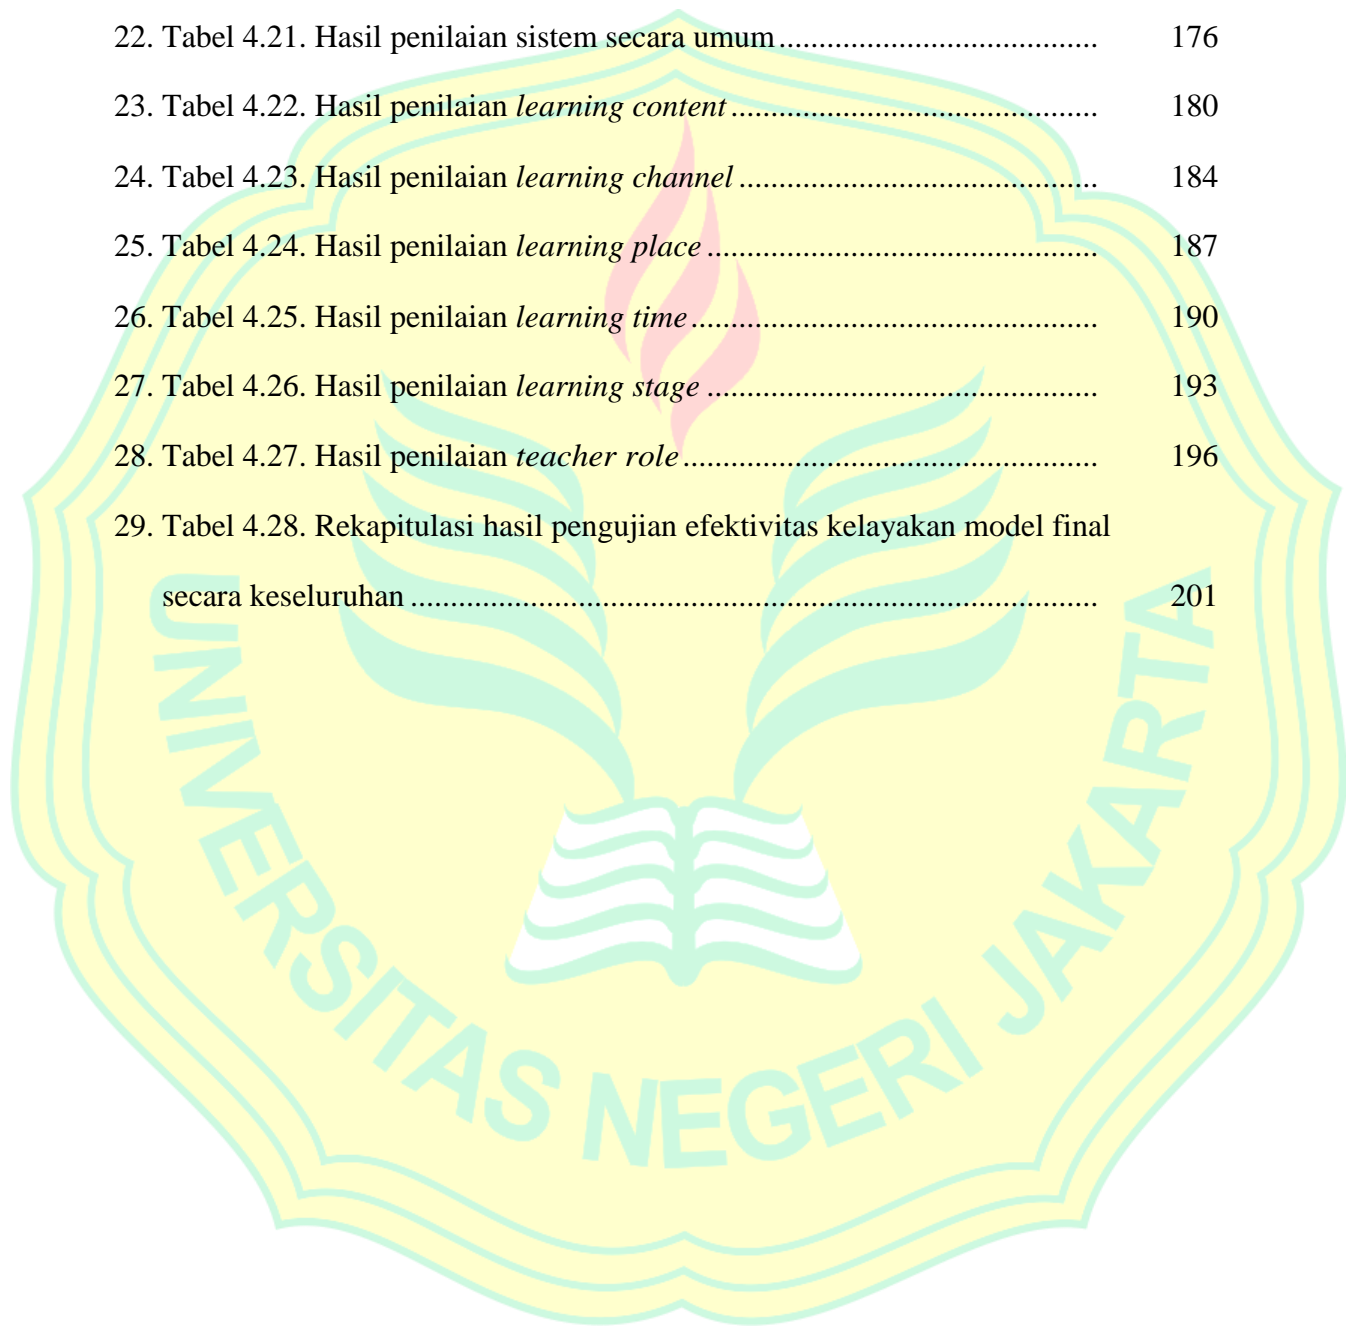 22. Tabel 4.21. Hasil penilaian sistem secara umum ........................................ 176
23. Tabel 4.22. Hasil penilaian learning content .............................................. 180
24. Tabel 4.23. Hasil penilaian learning channel ............................................. 184
25. Tabel 4.24. Hasil penilaian learning place ................................................. 187
26. Tabel 4.25. Hasil penilaian learning time ................................................... 190
27. Tabel 4.26. Hasil penilaian learning stage ................................................. 193
28. Tabel 4.27. Hasil penilaian teacher role .................................................... 196
29. Tabel 4.28. Rekapitulasi hasil pengujian efektivitas kelayakan model final
secara keseluruhan ...................................................................................... 201
UNIVERSITAS NEGERI JAKARTA